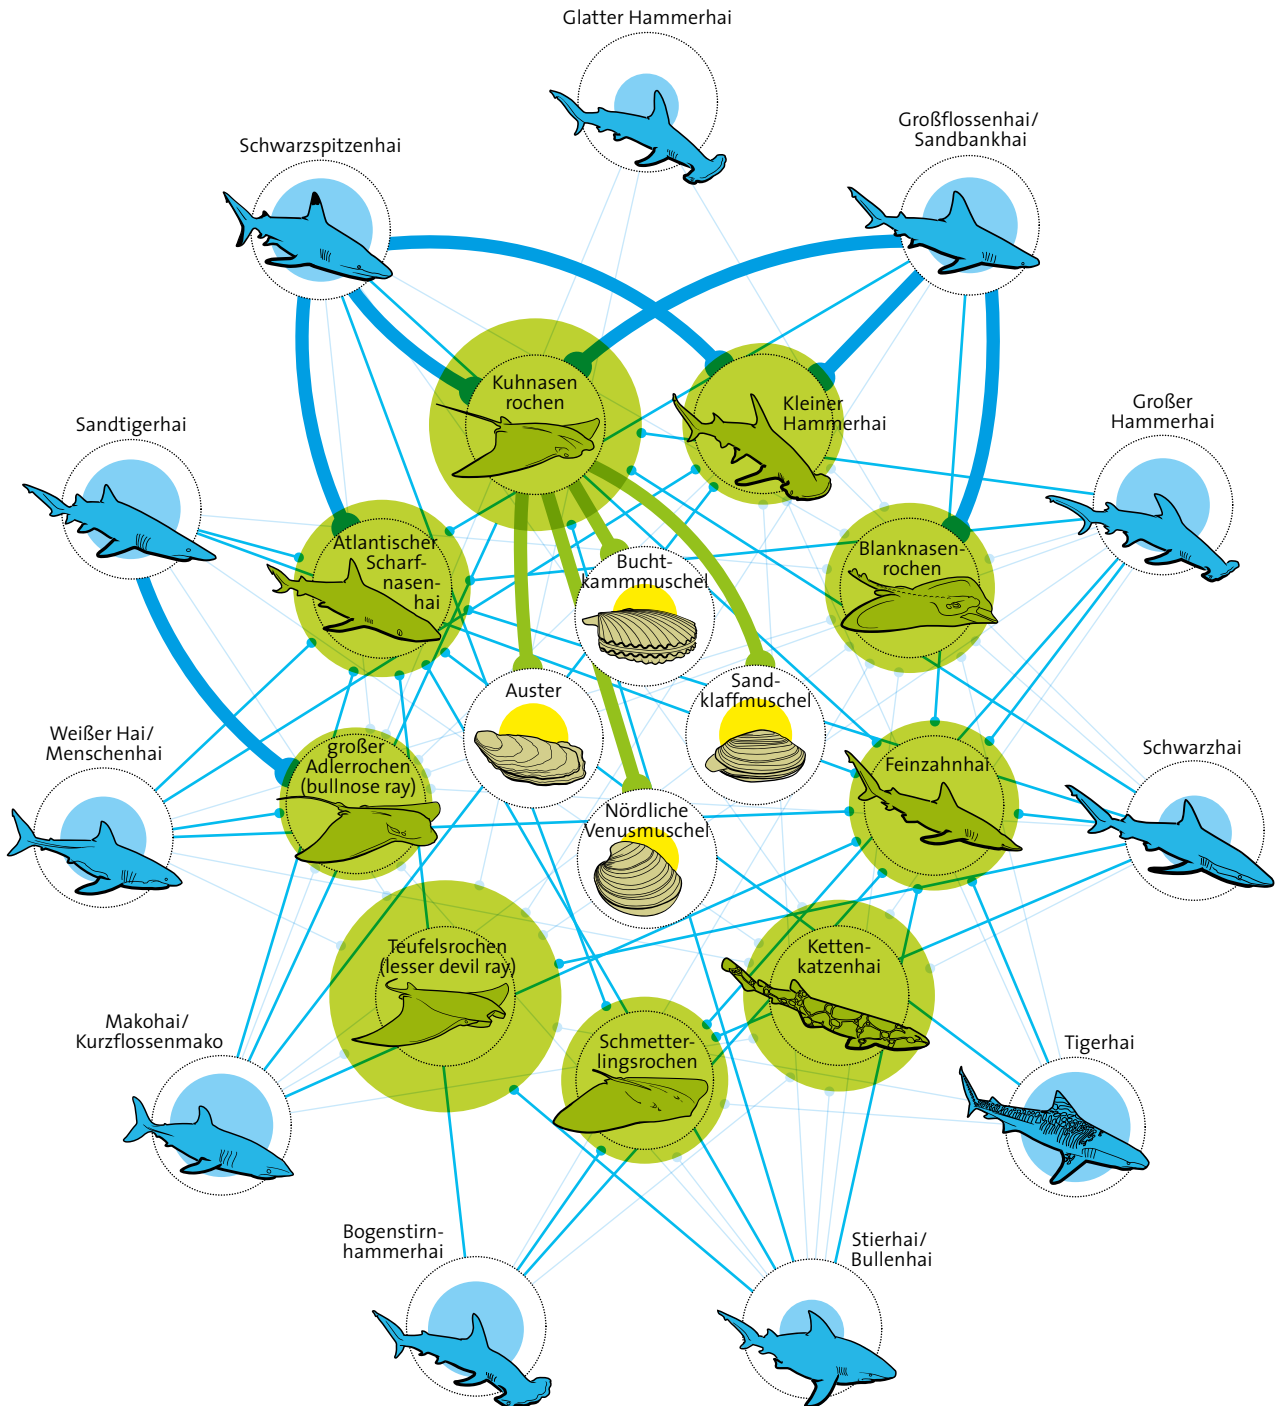 Glatter Hammerhai
Großflossenhai/
Sandbankhai
Schwarzspitzenhai
Kuhnasen
rochen
Kleiner
Hammerhai
Großer
Hammerhai
Sandtigerhai
Atlantischer
Scharf-
nasen-
hai
Bucht-
kammmuschel
Blanknasen-
rochen
Auster
Sand-
klaffmuschel
Weißer Hai/
Menschenhai
großer
Adlerrochen
(bullnose ray)
Feinzahnhai
Schwarzhai
Nördliche
Venusmuschel
Teufelsrochen
(lesser devil ray)
Ketten-
katzenhai
Makohai/
Kurzflossenmako
Schmetter-
lingsrochen
Tigerhai
Bogenstirn-
hammerhai
Stierhai/
Bullenhai